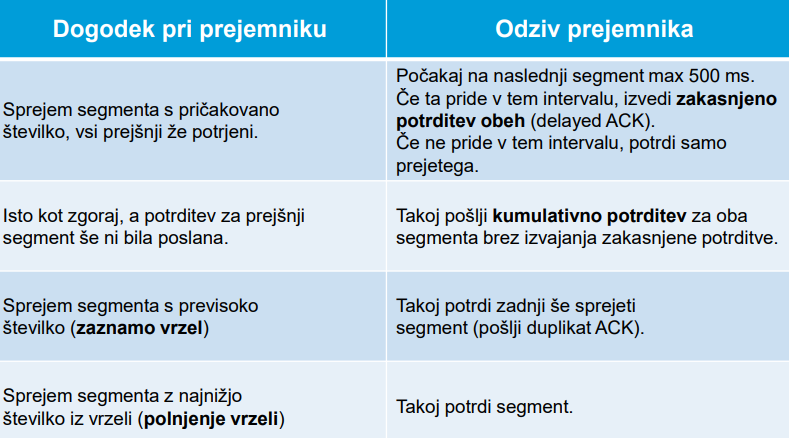 Dogodek pri prejemniku
Odziv prejemnika
Sprejem segmenta s pričakovano
številko, vsi prejšnji že potrjeni.
Počakaj na naslednji segment max 500 ms.
Če ta pride v tem intervalu, izvedi zakasnjeno
potrditev obeh (delayed ACK).
Če ne pride v tem intervalu, potrdi samo
prejetega.
Isto kot zgoraj, a potrditev za prejšnji
segment še ni bila poslana.
Takoj pošlji kumulativno potrditev za oba
segmenta brez izvajanja zakasnjene potrditve.
Sprejem segmenta s previsoko
številko (zaznamo vrzel)
Takoj potrdi zadnji še sprejeti
segment (pošlji duplikat ACK).
Sprejem segmenta z najnižjo
številko iz vrzeli (polnjenje vrzeli)
Takoj potrdi segment.